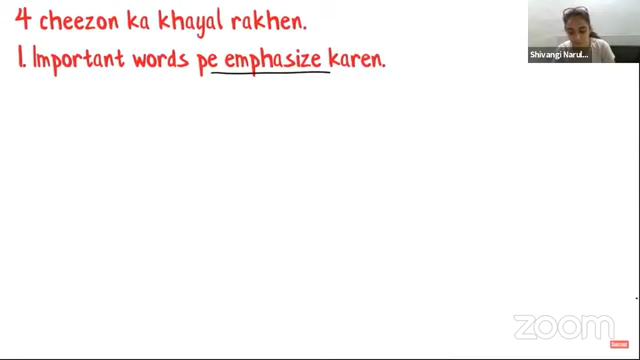 4 cheezon ka khayal rakhen.
1. Important words pe emphasize karen.
Shivangi Narul...
zoom